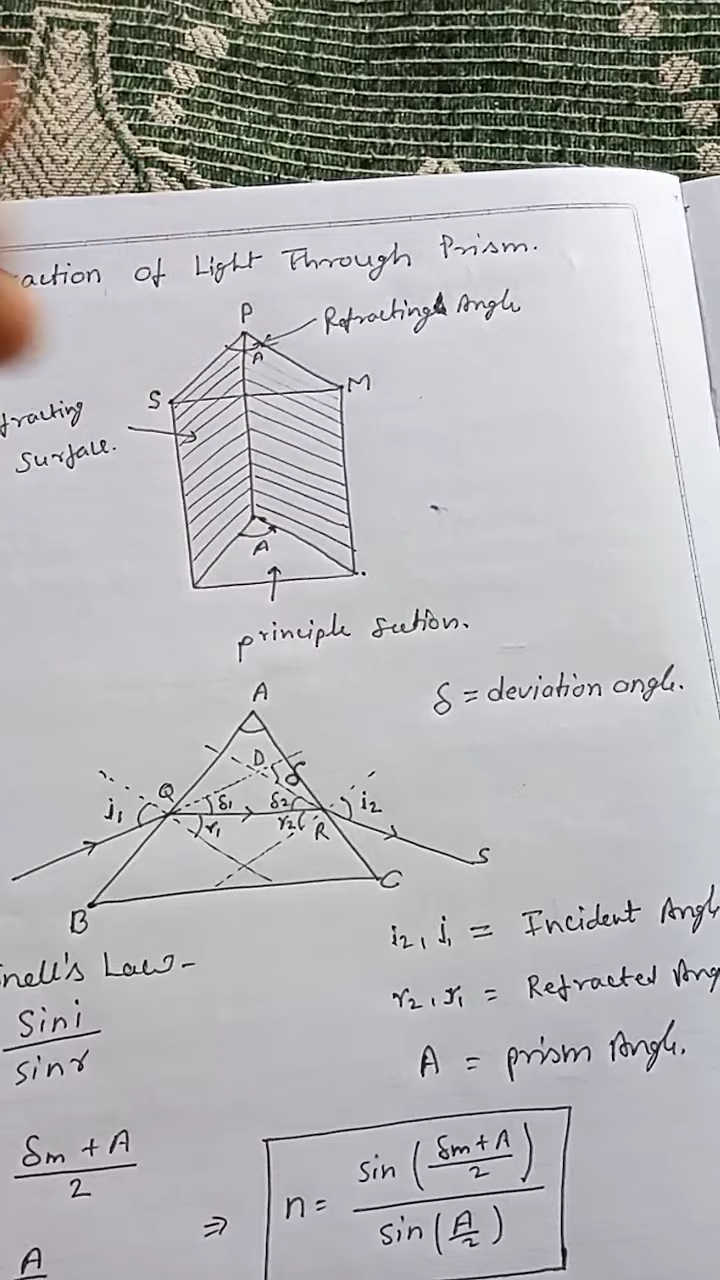 action of Light Through Prism.
P
Refracting Angle
A
S
M
fracting
Surface.
A
principle section.
δ = deviation angle.
A
D
δ
Q
i₁
δ₁
δ₂
i₂
r₁
r₂
R
S
C
B
i₂, i₁ = Incident Angl
nell's Law -
r₂, r₁ = Refracted Ang
Sin i
sin r
A = prism Angle.
δm + A
2
⇒ n = sin (δm+A/2) / sin (A/2)
A